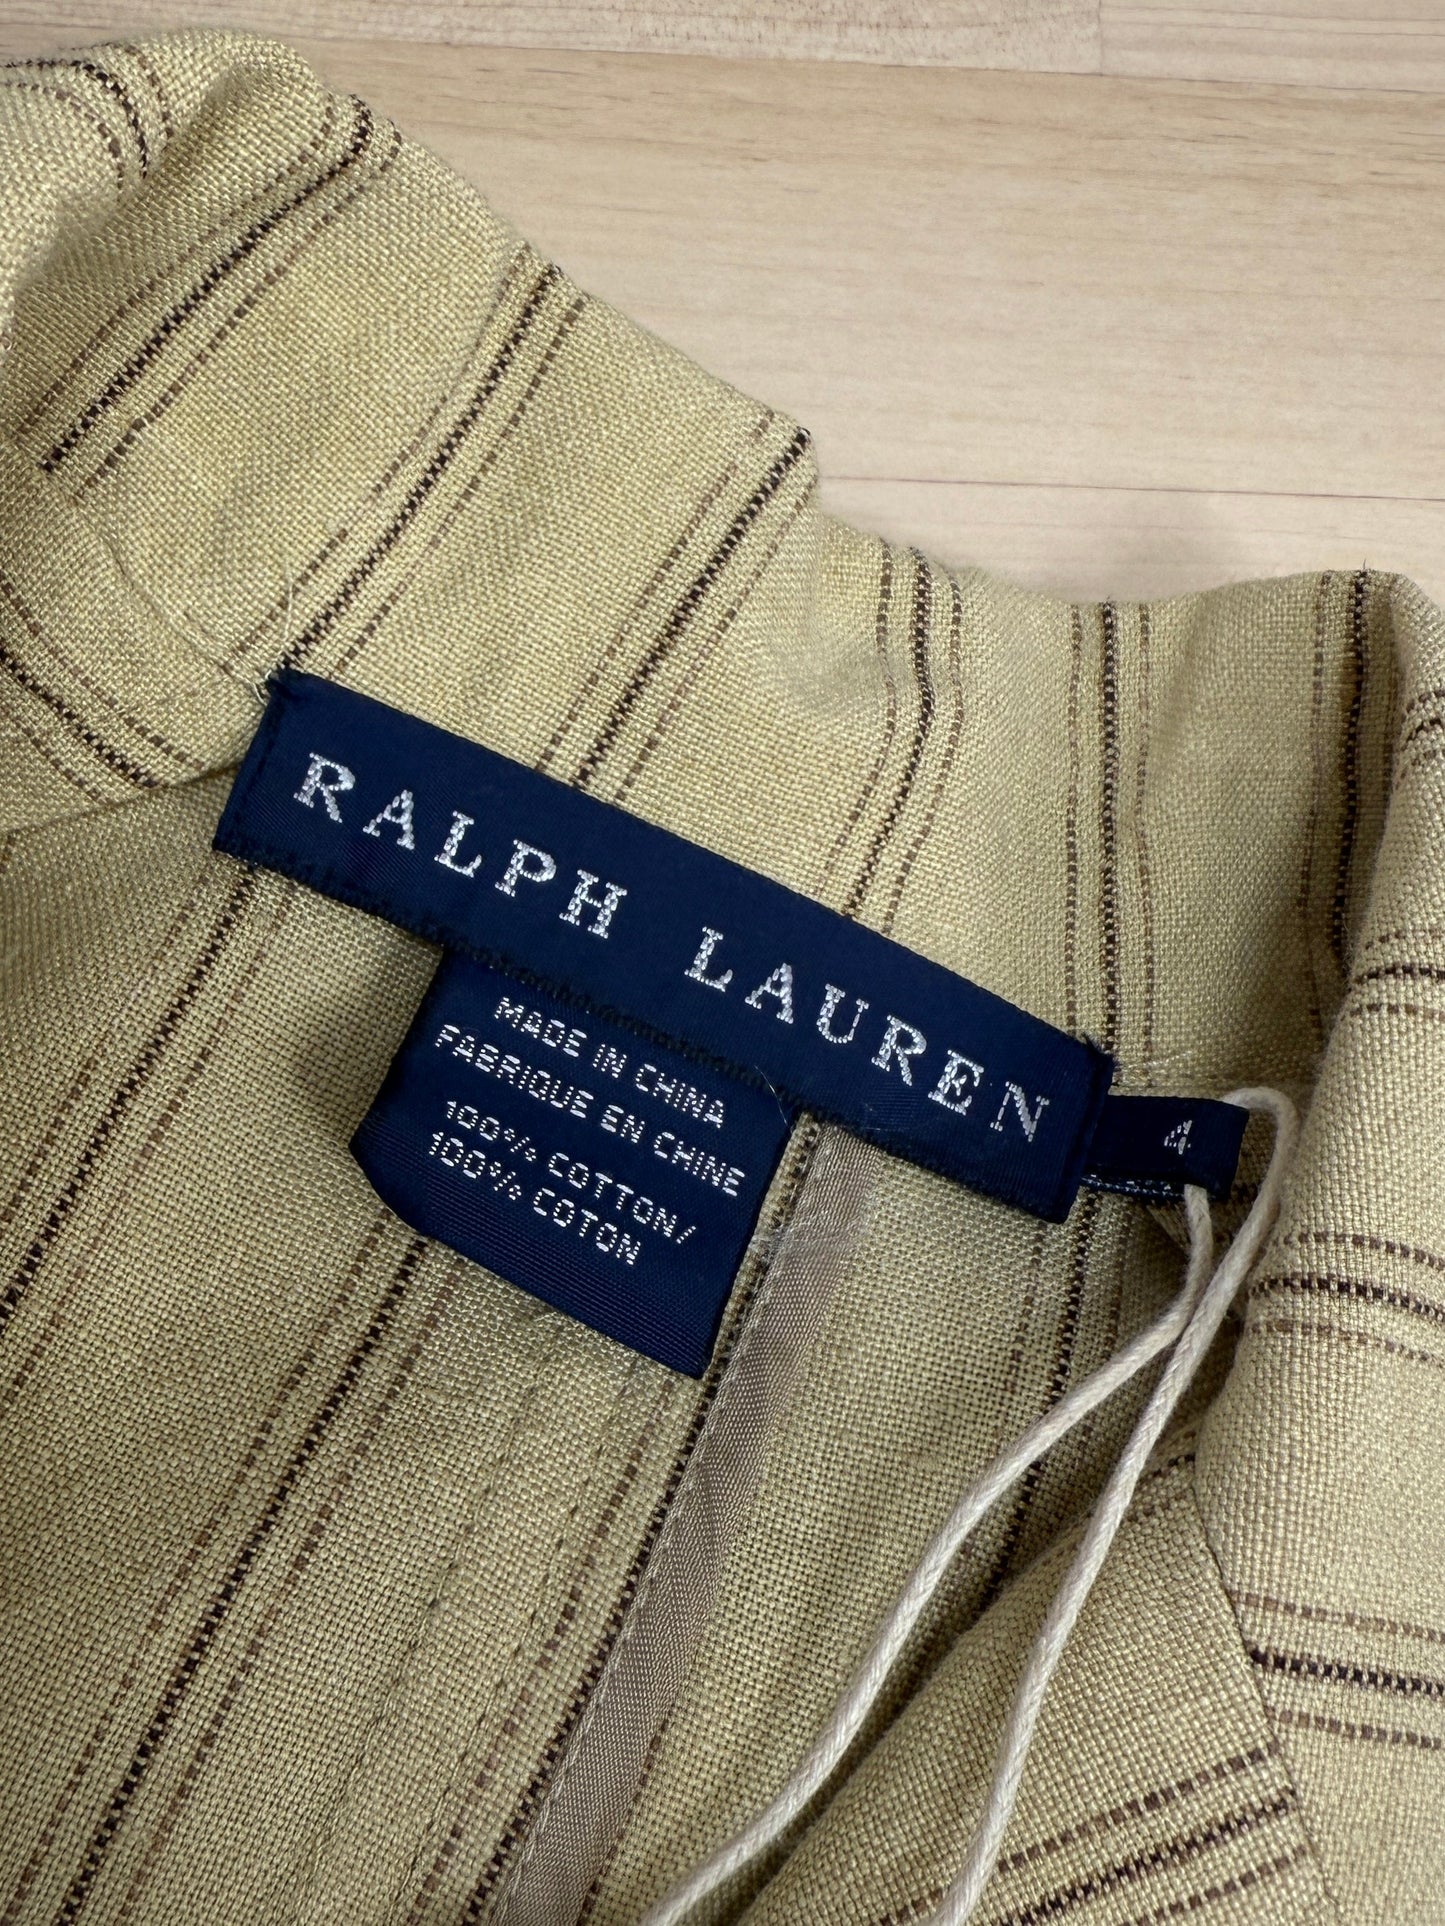 RALPH LAUREN
4
MADE IN CHINA
FABRIQUE EN CHINE
100% COTTON/
100% COTON